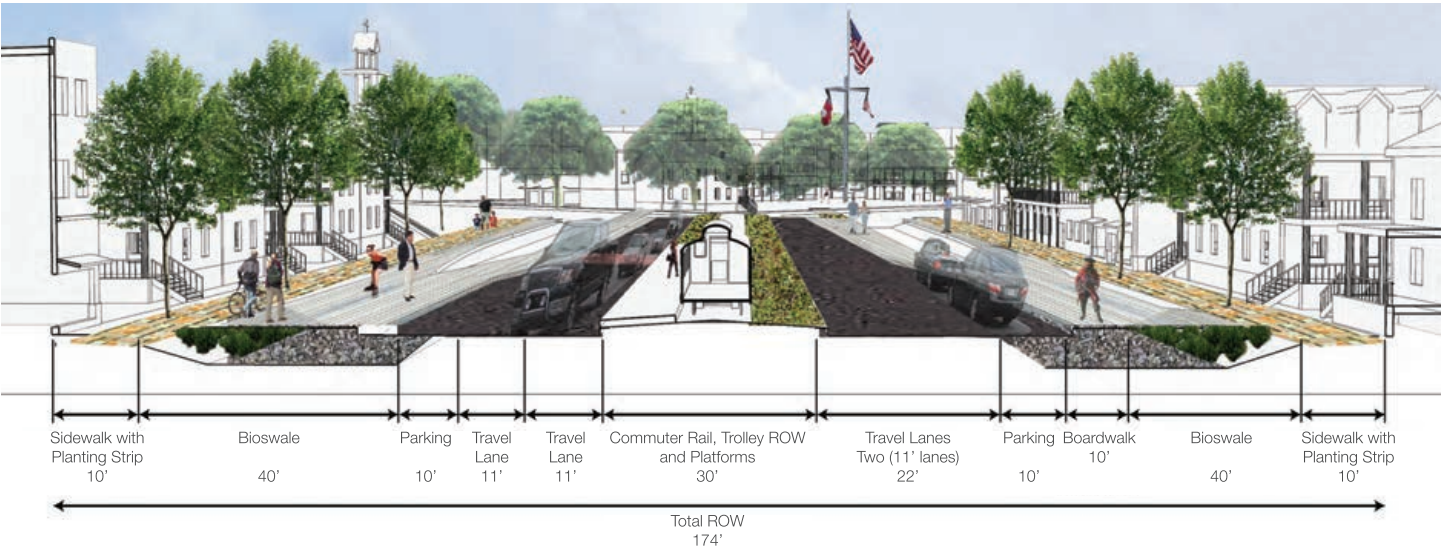 Sidewalk with
Planting Strip
10’
Bioswale
40’
Parking
10’
Travel
Lane
11’
Travel
Lane
11’
Commuter Rail, Trolley ROW
and Platforms
30’
Travel Lanes
Two (11’ lanes)
22’
Parking
10’
Boardwalk
10’
Bioswale
40’
Sidewalk with
Planting Strip
10’
Total ROW
174’